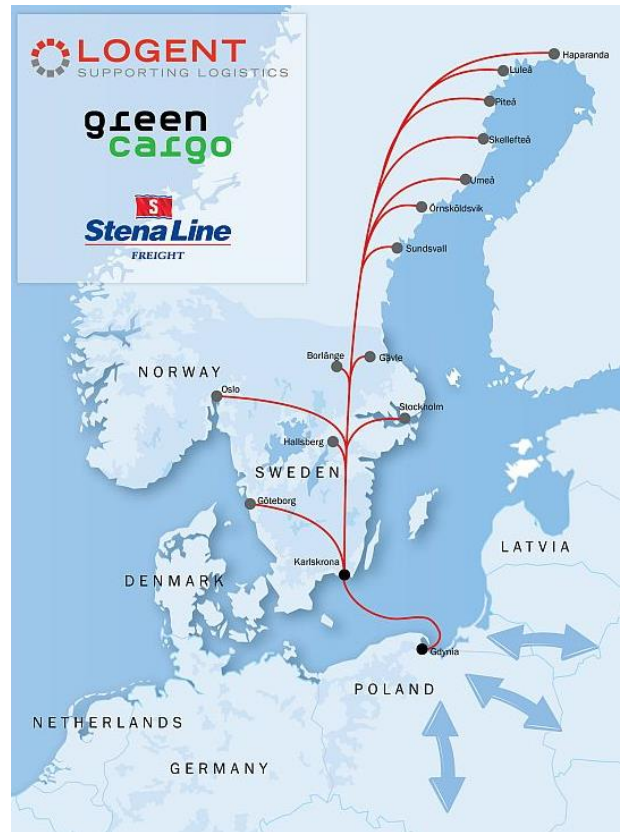 LOGENT
SUPPORTING LOGISTICS
green
cargo
S
Stena Line
FREIGHT
Haparanda
Luleå
Piteå
Skellefteå
Umeå
Örnsköldsvik
Sundsvall
Borlänge
Gävle
NORWAY
Oslo
Stockholm
Hallsberg
SWEDEN
Göteborg
LATVIA
Karlskrona
DENMARK
Gdynia
POLAND
NETHERLANDS
GERMANY